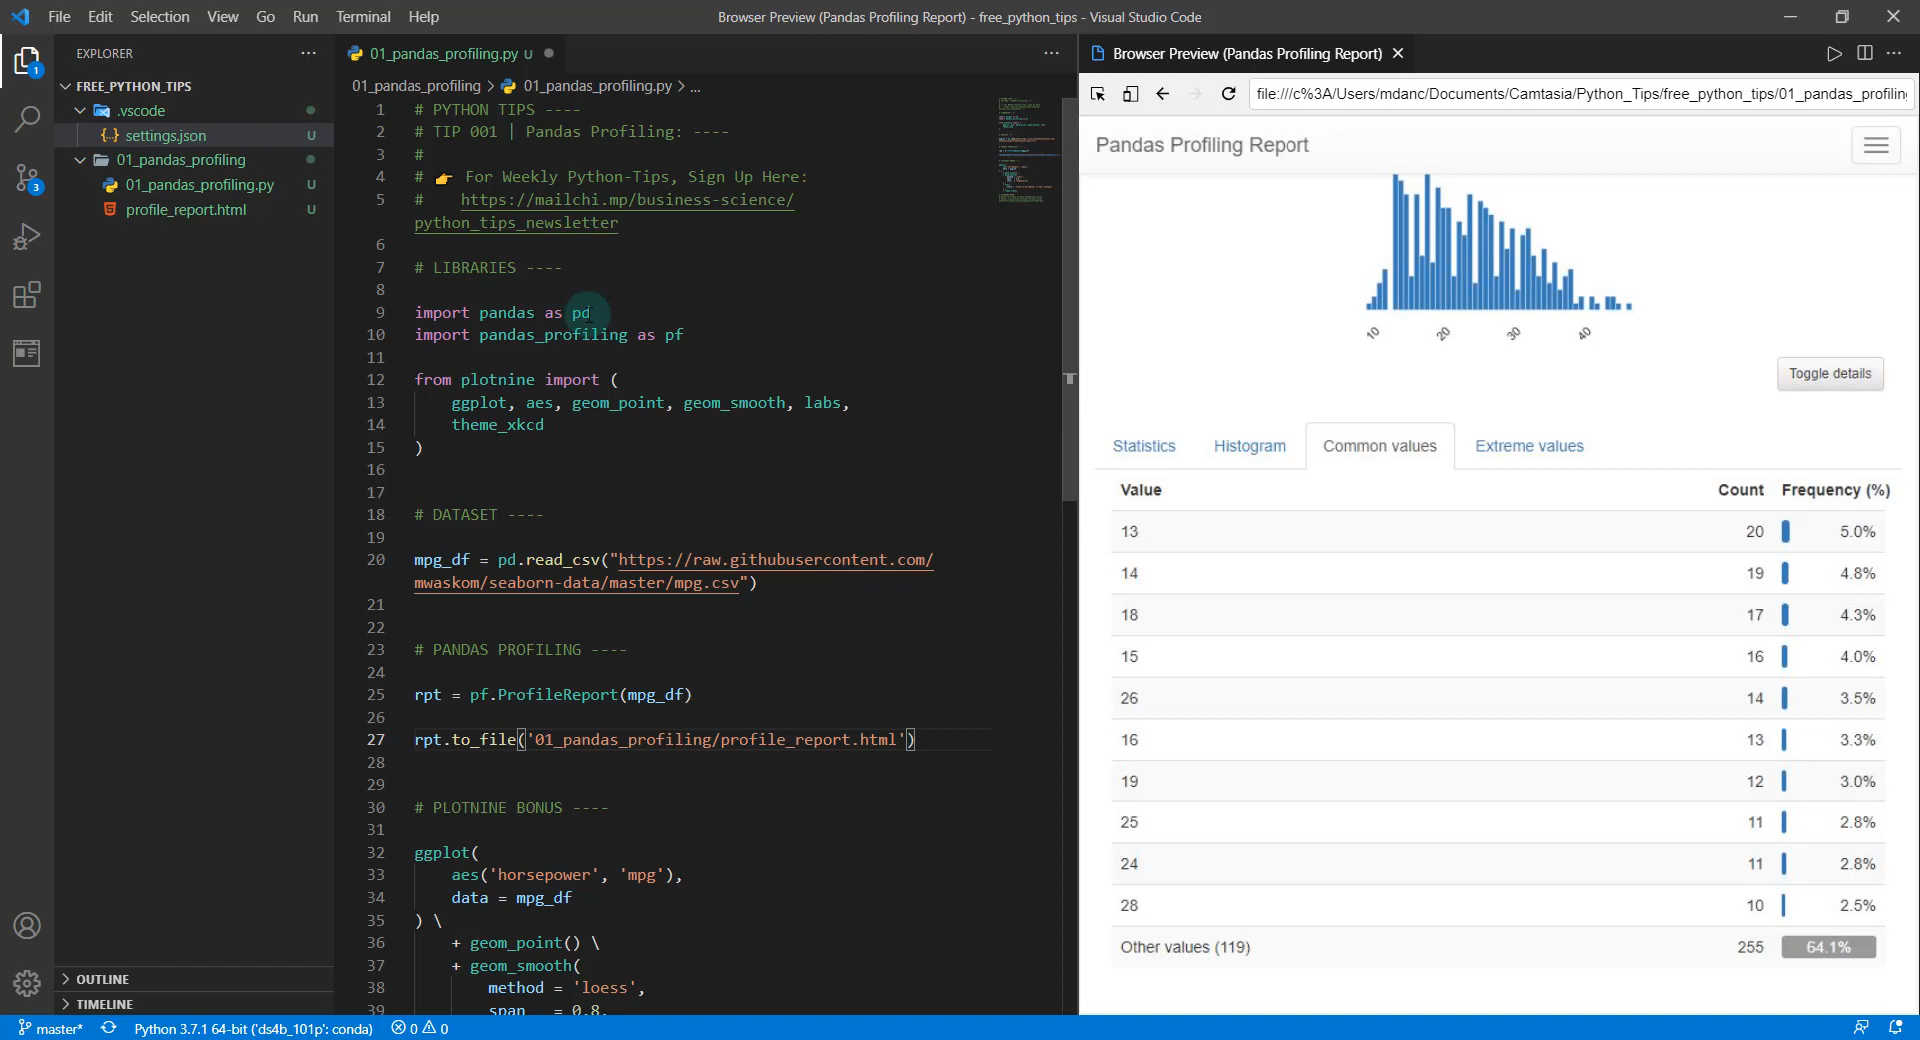 File Edit Selection View Go Run Terminal Help
Browser Preview (Pandas Profiling Report) - free_python_tips - Visual Studio Code
EXPLORER
FREE_PYTHON_TIPS
.vscode
settings.json U
01_pandas_profiling
01_pandas_profiling.py U
profile_report.html U
OUTLINE
TIMELINE
1
3
01_pandas_profiling.py U
01_pandas_profiling > 01_pandas_profiling.py > ...
1 # PYTHON TIPS ----
2 # TIP 001 | Pandas Profiling: ----
3 #
4 # 👉 For Weekly Python-Tips, Sign Up Here:
5 #    https://mailchi.mp/business-science/
python_tips_newsletter
6
7 # LIBRARIES ----
8
9 import pandas as pd
10 import pandas_profiling as pf
11
12 from plotnine import (
13     ggplot, aes, geom_point, geom_smooth, labs,
14     theme_xkcd
15 )
16
17
18 # DATASET ----
19
20 mpg_df = pd.read_csv("https://raw.githubusercontent.com/
mwaskom/seaborn-data/master/mpg.csv")
21
22
23 # PANDAS PROFILING ----
24
25 rpt = pf.ProfileReport(mpg_df)
26
27 rpt.to_file('01_pandas_profiling/profile_report.html')
28
29
30 # PLOTNINE BONUS ----
31
32 ggplot(
33     aes('horsepower', 'mpg'),
34     data = mpg_df
35 ) \
36     + geom_point() \
37     + geom_smooth(
38         method = 'loess',
39         span   = 0.8,
Browser Preview (Pandas Profiling Report)
file:///c%3A/Users/mdanc/Documents/Camtasia/Python_Tips/free_python_tips/01_pandas_profilin
Pandas Profiling Report
10 20 30 40
Toggle details
Statistics Histogram Common values Extreme values
Value Count Frequency (%)
13 20 5.0%
14 19 4.8%
18 17 4.3%
15 16 4.0%
26 14 3.5%
16 13 3.3%
19 12 3.0%
25 11 2.8%
24 11 2.8%
28 10 2.5%
Other values (119) 255 64.1%
master* Python 3.7.1 64-bit ('ds4b_101p': conda) 0 0